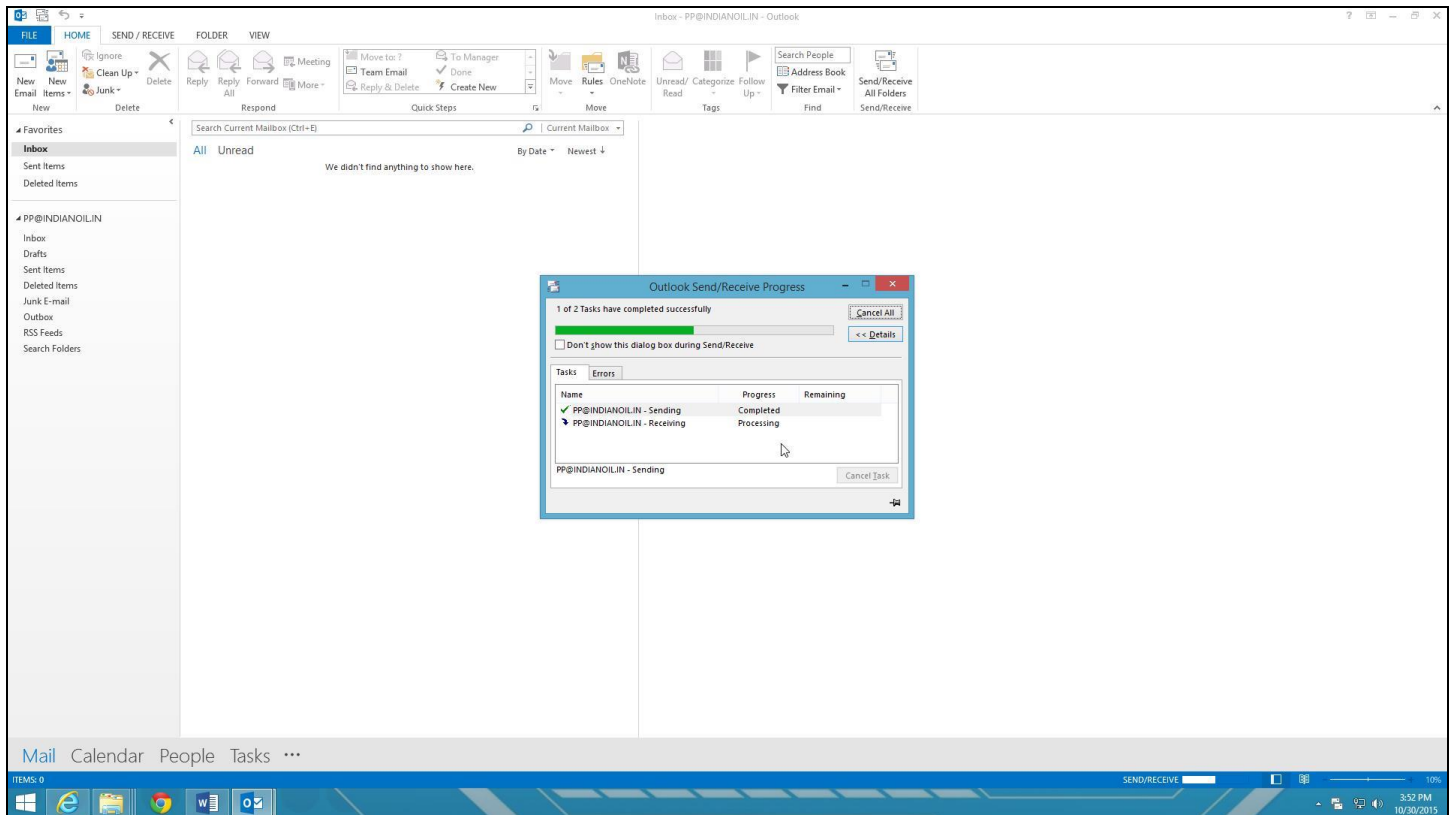 Inbox - PP@INDIANOIL.IN - Outlook
FILE HOME SEND / RECEIVE FOLDER VIEW
New Email
New Items
Ignore
Clean Up
Junk
Delete
Reply
Reply All
Forward
Meeting
More
Move to: ?
Team Email
Reply & Delete
To Manager
Done
Create New
Move
Rules
OneNote
Unread/ Read
Categorize
Follow Up
Search People
Address Book
Filter Email
Send/Receive All Folders
New Delete Respond Quick Steps Move Tags Find Send/Receive
Favorites
Inbox
Sent Items
Deleted Items
PP@INDIANOIL.IN
Inbox
Drafts
Sent Items
Deleted Items
Junk E-mail
Outbox
RSS Feeds
Search Folders
Search Current Mailbox (Ctrl+E) Current Mailbox
All Unread By Date Newest ↓
We didn't find anything to show here.
Outlook Send/Receive Progress
1 of 2 Tasks have completed successfully
Cancel All
<< Details
Don't show this dialog box during Send/Receive
Tasks Errors
Name Progress Remaining
PP@INDIANOIL.IN - Sending Completed
PP@INDIANOIL.IN - Receiving Processing
PP@INDIANOIL.IN - Sending
Cancel Task
Mail Calendar People Tasks ...
ITEMS: 0 SEND/RECEIVE 10%
3:52 PM
10/30/2015